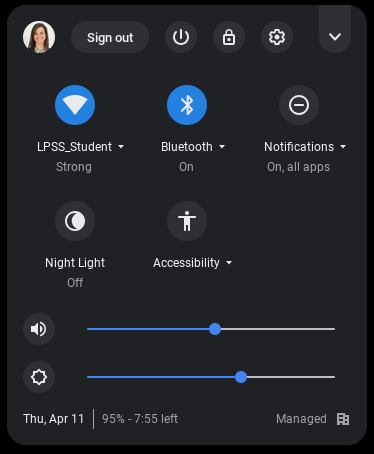 Sign out
LPSS_Student
Bluetooth
Notifications
Strong
On
On, all apps
Night Light
Accessibility
Off
Thu, Apr 11
95% - 7:55 left
Managed